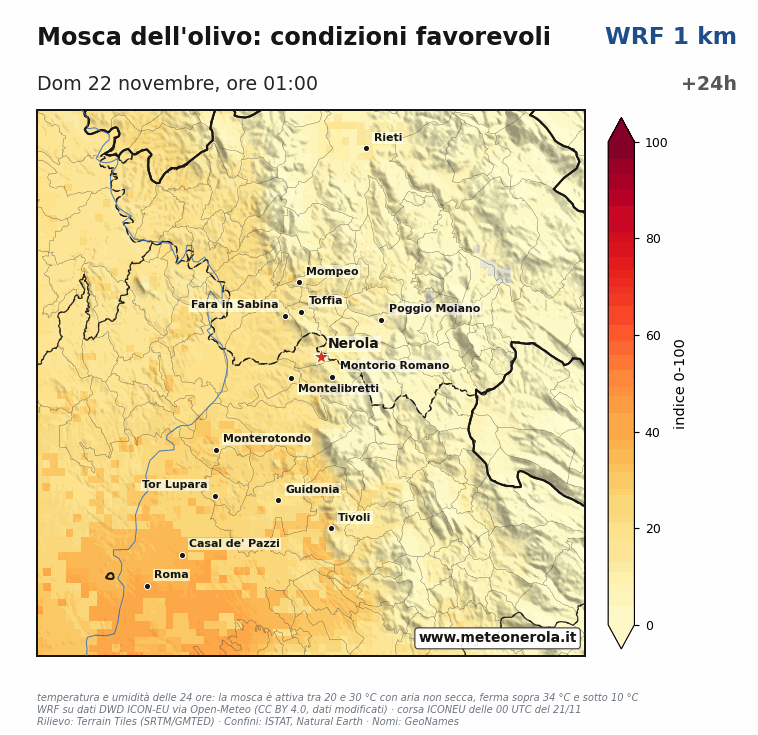 Mosca dell'olivo: condizioni favorevoli
WRF 1 km
Dom 22 novembre, ore 01:00
+24h
Rieti
Mompeo
Toffia
Fara in Sabina
Poggio Moiano
Nerola
Montorio Romano
Montelibretti
Monterotondo
Tor Lupara
Guidonia
Tivoli
Casal de' Pazzi
Roma
www.meteonerola.it
100
80
60
40
20
0
indice 0-100
temperatura e umidità delle 24 ore: la mosca è attiva tra 20 e 30 °C con aria non secca, ferma sopra 34 °C e sotto 10 °C
WRF su dati DWD ICON-EU via Open-Meteo (CC BY 4.0, dati modificati) · corsa ICONEU delle 00 UTC del 21/11
Rilievo: Terrain Tiles (SRTM/GMTED) · Confini: ISTAT, Natural Earth · Nomi: GeoNames